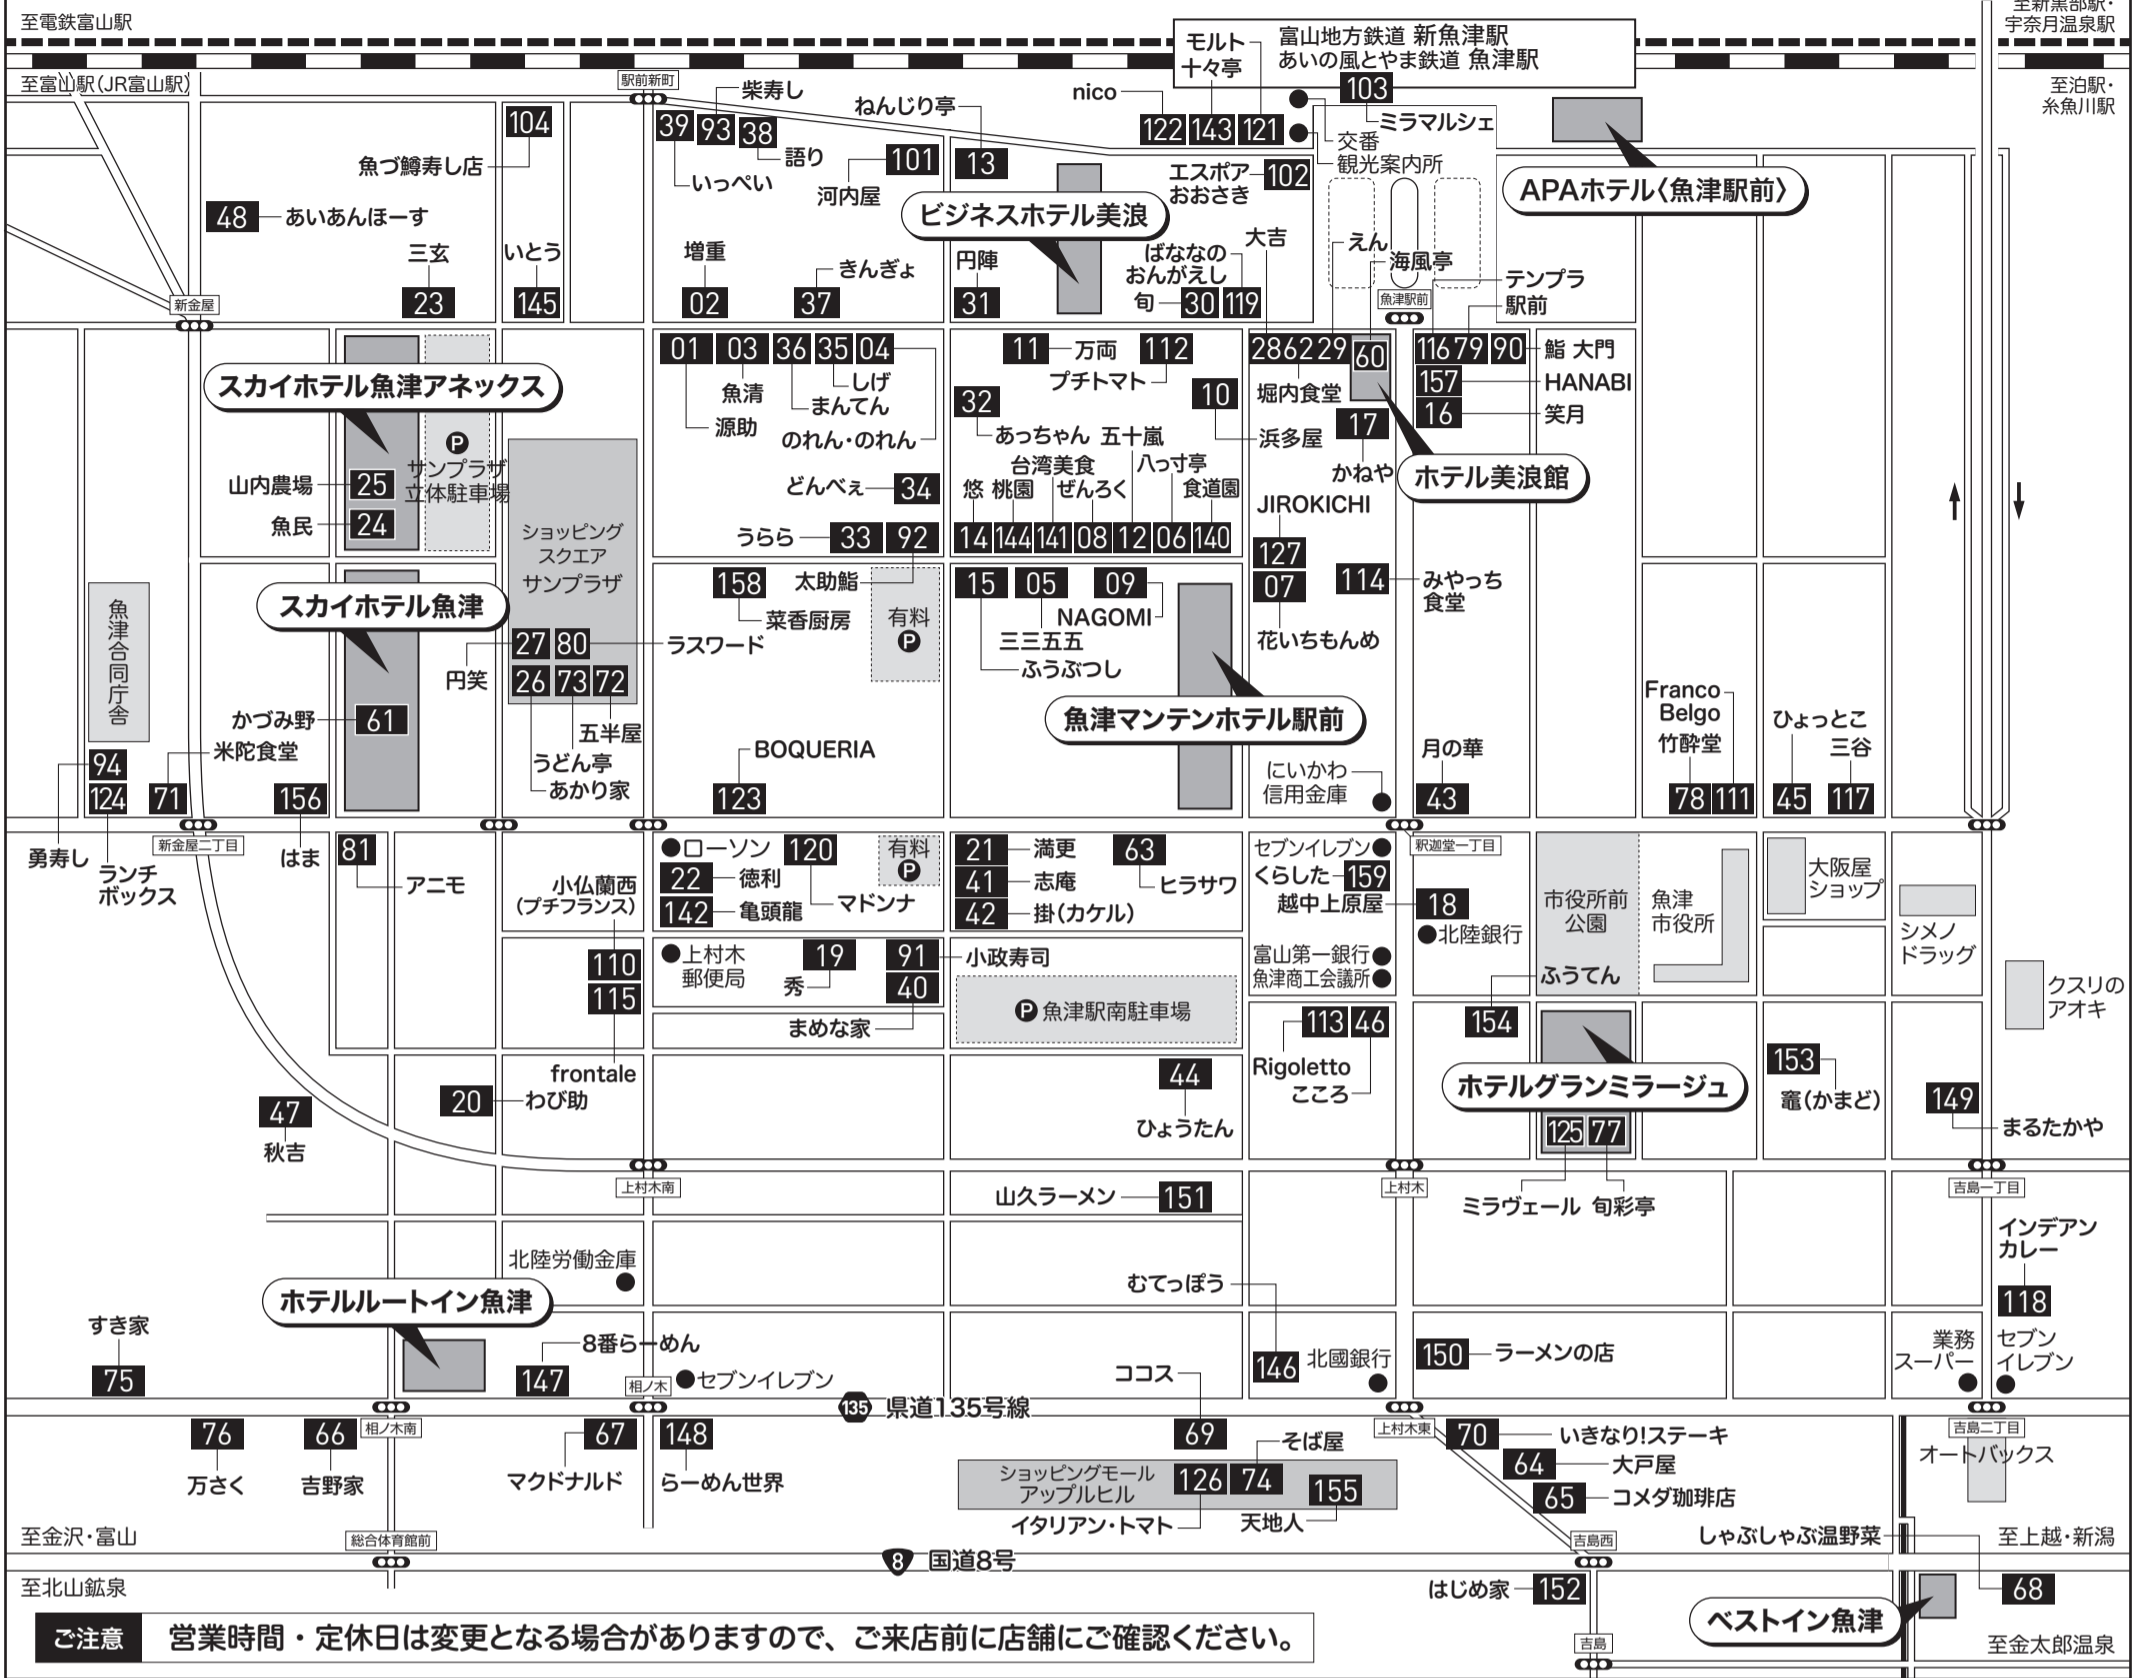 至電鉄富山駅
至新黒部駅・
宇奈月温泉駅
富山地方鉄道 新魚津駅
あいの風とやま鉄道 魚津駅
モルト
十々亭
至富山駅(JR富山駅)
駅前新町
至泊駅・
糸魚川駅
柴寿し
ねんじり亭
nico
103
ミラマルシェ
104
39
93
38
122
143
121
交番
観光案内所
魚づ鱒寿し店
語り
いっぺい
101
河内屋
13
エスポア
おおさき
102
APAホテル〈魚津駅前〉
48
あいあんほーす
ビジネスホテル美浪
三玄
いとう
増重
きんぎょ
円陣
ばななの
おんがえし
大吉
えん
海風亭
テンプラ
駅前
新金屋
23
145
02
37
31
旬
30
119
魚津駅前
01
03
36
35
04
魚清
しげ
まんてん
源助
のれん・のれん
11
万両
112
プチトマト
28
62
29
60
堀内食堂
116
79
90
鮨 大門
157
HANABI
16
笑月
スカイホテル魚津アネックス
32
あっちゃん
10
浜多屋
17
かねや
ホテル美浪館
P
サンプラザ
立体駐車場
山内農場
25
魚民
24
どんべぇ
34
五十嵐
台湾美食
八っ寸亭
悠
桃園
ぜんろく
食道園
JIROKICHI
ショッピング
スクエア
サンプラザ
うらら
33
92
14
144
141
08
12
06
140
127
07
花いちもんめ
114
みやっち
食堂
スカイホテル魚津
158
太助鮨
菜香厨房
有料
P
15
05
09
NAGOMI
三三五五
ふうぶつし
魚津合同庁舎
27
80
ラスワード
円笑
26
73
72
五半屋
うどん亭
あかり家
魚津マンテンホテル駅前
かづみ野
61
米陀食堂
BOQUERIA
123
にいかわ
信用金庫
月の華
43
Franco
Belgo
竹酔堂
78
111
ひょっとこ
三谷
45
117
94
124
71
156
勇寿し
ランチ
ボックス
新金屋二丁目
はま
81
アニモ
小仏蘭西
(プチフランス)
ローソン
120
22
徳利
142
亀頭龍
マドンナ
有料
P
21
満更
41
志庵
42
掛(カケル)
63
ヒラサワ
セブンイレブン
くらした
159
越中上原屋
釈迦堂一丁目
18
北陸銀行
市役所前
公園
魚津
市役所
大阪屋
ショップ
シメノ
ドラッグ
110
115
上村木
郵便局
19
秀
91
小政寿司
40
まめな家
P 魚津駅南駐車場
富山第一銀行
魚津商工会議所
ふうてん
154
クスリの
アオキ
frontale
113
46
Rigoletto
こころ
ホテルグランミラージュ
153
竈(かまど)
149
まるたかや
20
わび助
47
秋吉
44
ひょうたん
125
77
ミラヴェール
旬彩亭
上村木南
上村木
吉島一丁目
山久ラーメン
151
インデアン
カレー
118
北陸労働金庫
むてっぽう
ホテルルートイン魚津
すき家
75
8番らーめん
147
相ノ木
セブンイレブン
ココス
146
北國銀行
150
ラーメンの店
業務
スーパー
セブン
イレブン
135
県道135号線
76
万さく
66
吉野家
相ノ木南
マクドナルド
67
148
らーめん世界
69
上村木東
70
いきなり!ステーキ
吉島二丁目
オートバックス
ショッピングモール
アップルヒル
126
74
そば屋
155
イタリアン・トマト
天地人
64
大戸屋
65
コメダ珈琲店
至金沢・富山
総合体育館前
吉島西
しゃぶしゃぶ温野菜
至上越・新潟
8
国道8号
至北山鉱泉
はじめ家
152
68
ベストイン魚津
ご注意
営業時間・定休日は変更となる場合がありますので、ご来店前に店舗にご確認ください。
吉島
至金太郎温泉